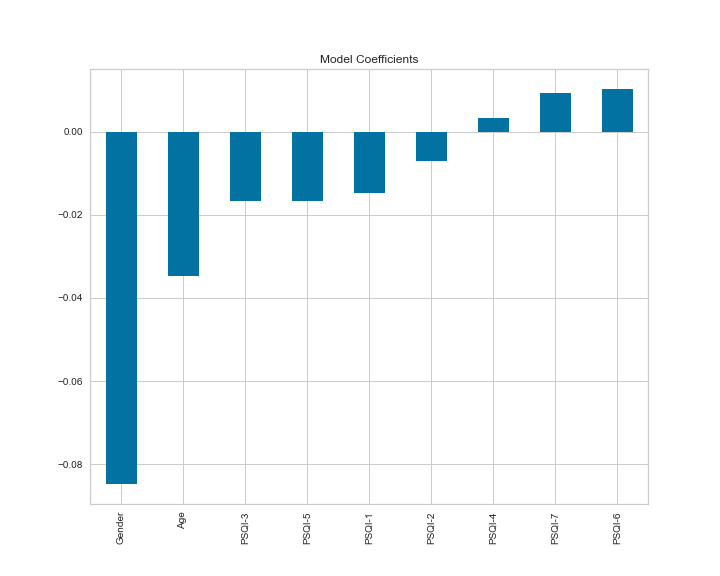 Model Coefficients
0.00
−0.02
−0.04
−0.06
−0.08
Gender
Age
PSQI-3
PSQI-5
PSQI-1
PSQI-2
PSQI-4
PSQI-7
PSQI-6